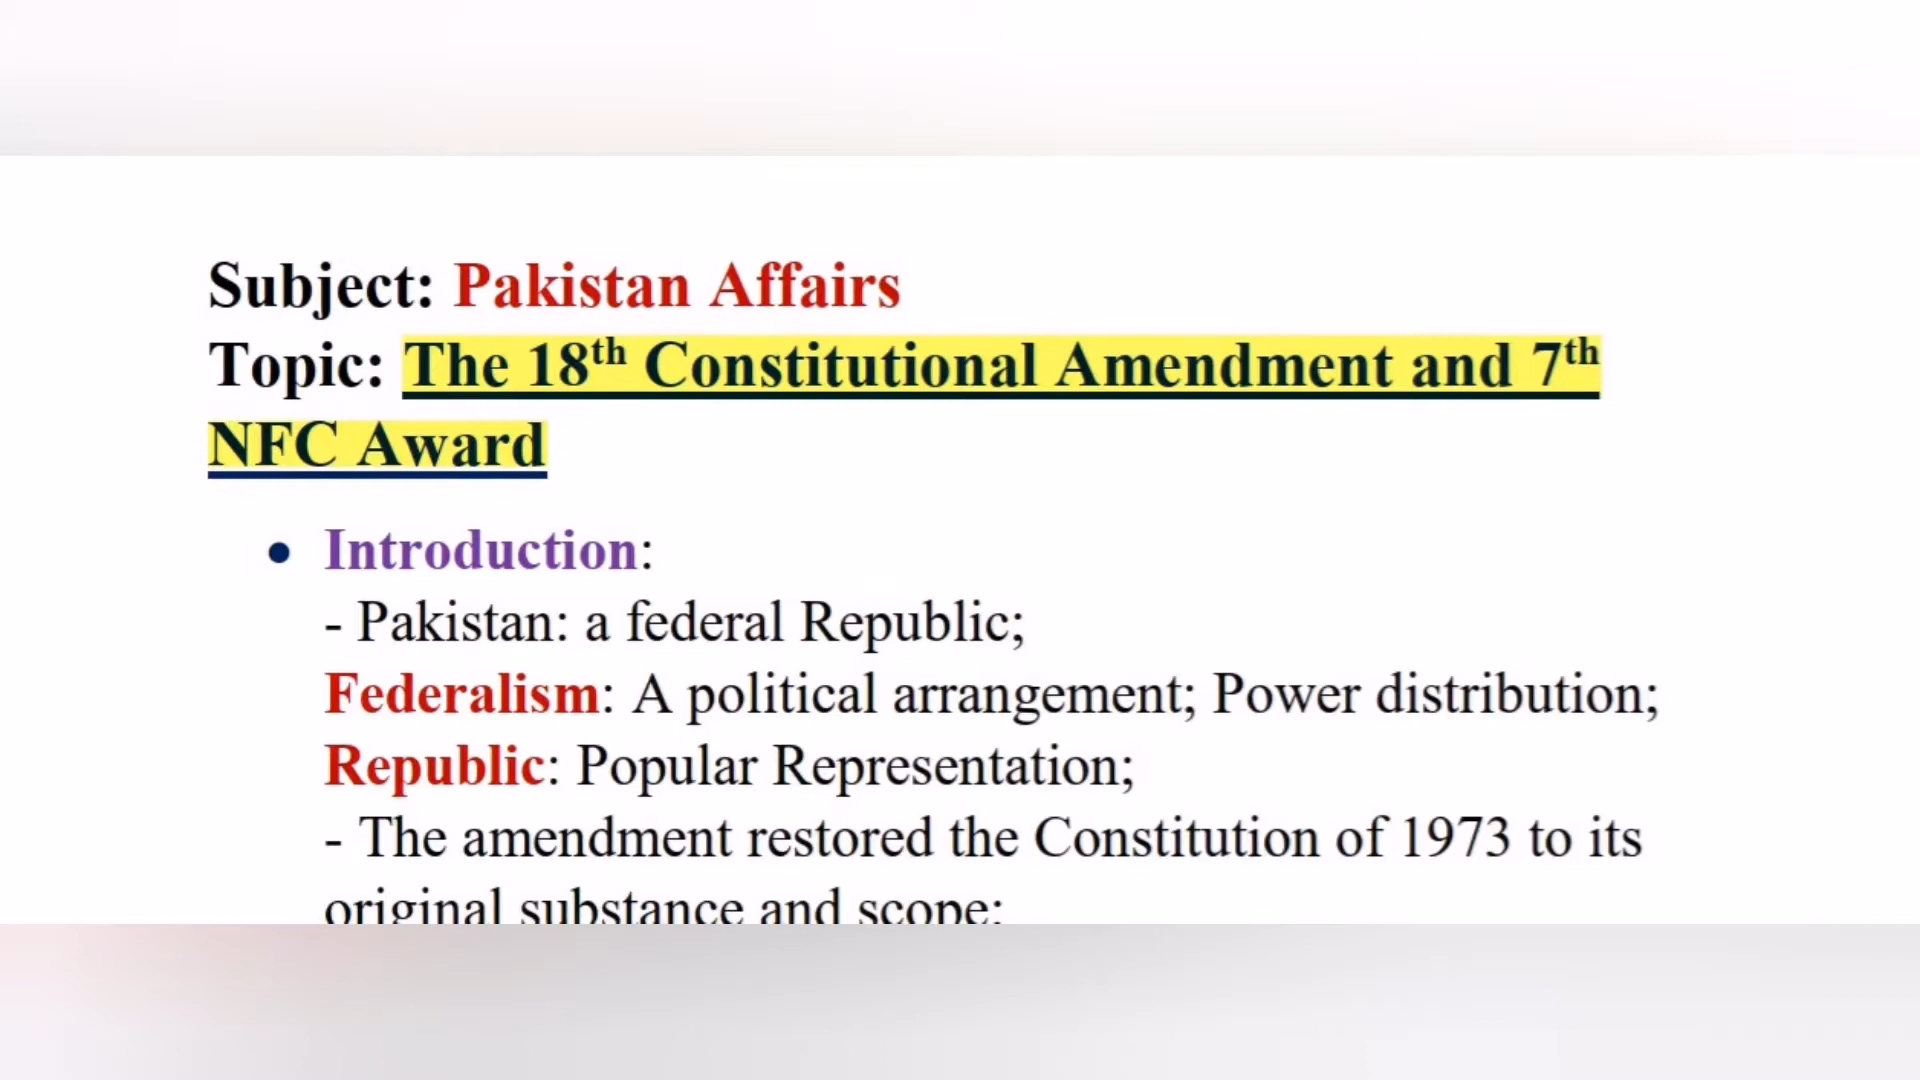 Subject: Pakistan Affairs
Topic: The 18th Constitutional Amendment and 7th
NFC Award
• Introduction:
- Pakistan: a federal Republic;
Federalism: A political arrangement; Power distribution;
Republic: Popular Representation;
- The amendment restored the Constitution of 1973 to its
original substance and scope;